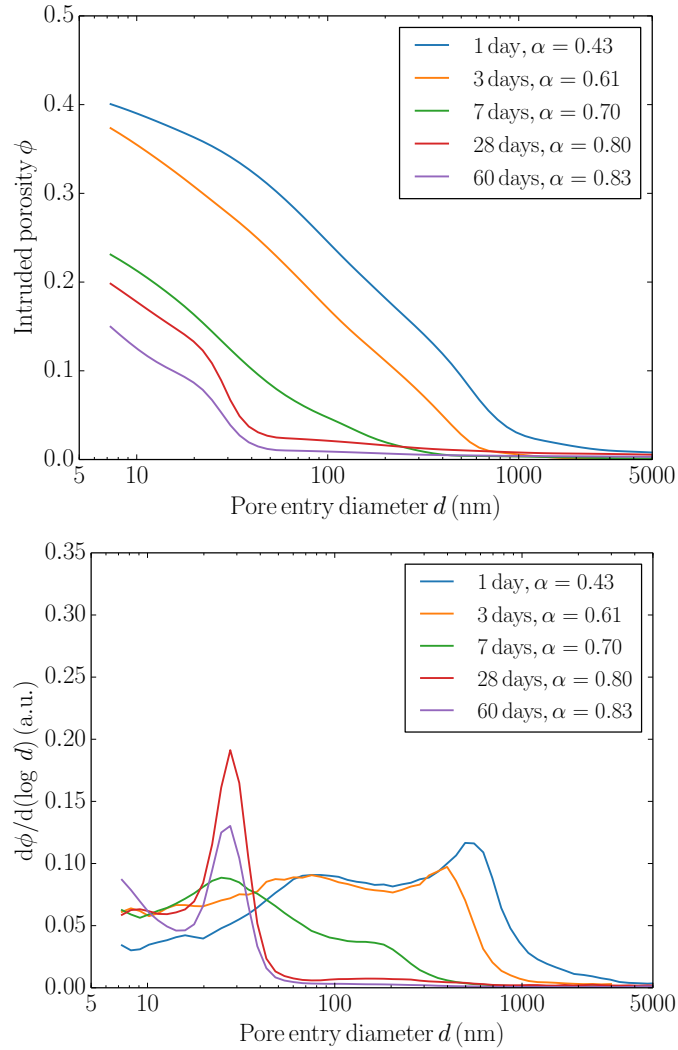 0.5
0.4
0.3
0.2
0.1
0.0
Intruded porosity ϕ
1 day, α = 0.43
3 days, α = 0.61
7 days, α = 0.70
28 days, α = 0.80
60 days, α = 0.83
5 10 100 1000 5000
Pore entry diameter d (nm)
0.35
0.30
0.25
0.20
0.15
0.10
0.05
0.00
dϕ/d(log d) (a.u.)
1 day, α = 0.43
3 days, α = 0.61
7 days, α = 0.70
28 days, α = 0.80
60 days, α = 0.83
5 10 100 1000 5000
Pore entry diameter d (nm)